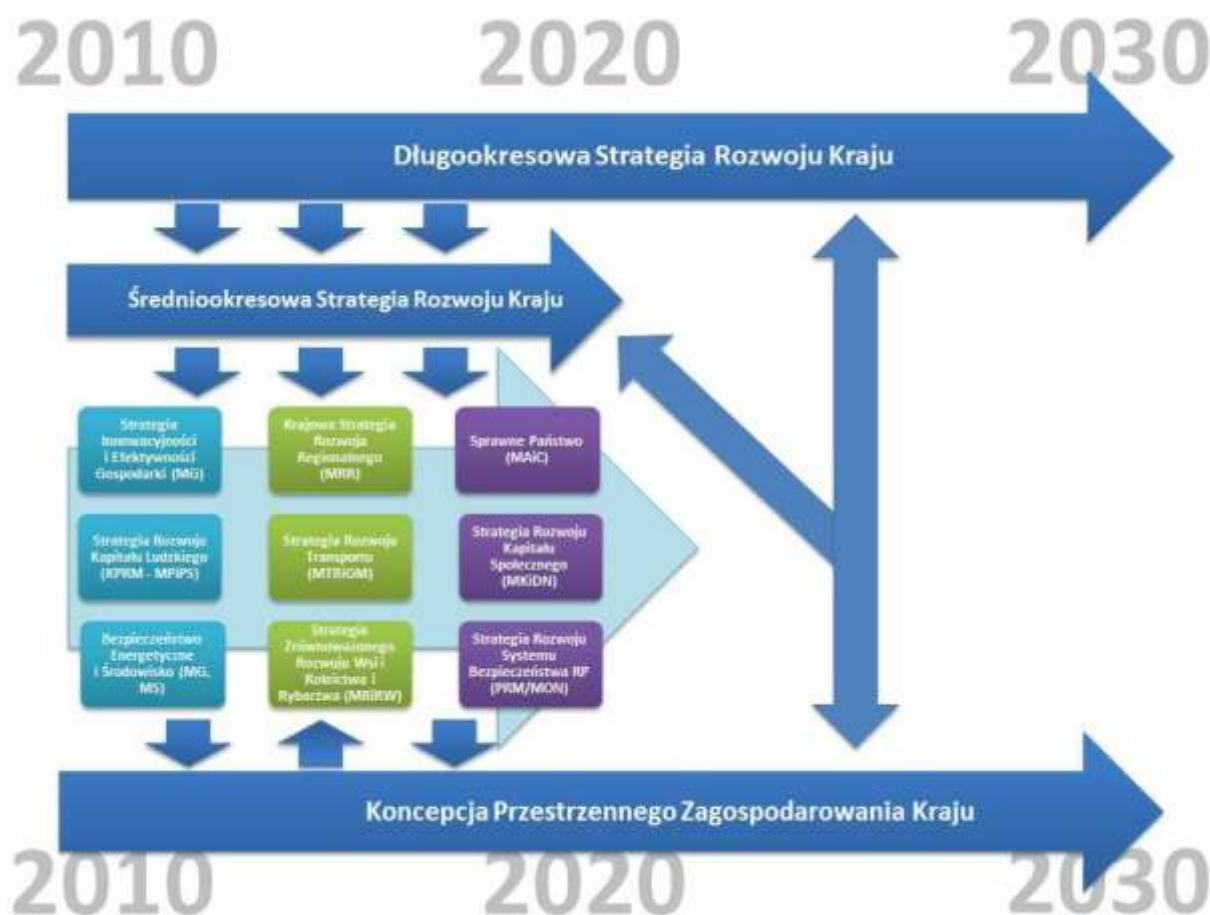 2010 2020 2030
Długookresowa Strategia Rozwoju Kraju
Średniookresowa Strategia Rozwoju Kraju
Strategia
Innowacyjności
i Efektywności
Gospodarki (MG)
Krajowa Strategia
Rozwoju
Regionalnego
(MRR)
Sprawne Państwo
(MAiC)
Strategia Rozwoju
Kapitału Ludzkiego
(KPRM - MPiPS)
Strategia Rozwoju
Transportu
(MTBiGM)
Strategia Rozwoju
Kapitału
Społecznego
(MKiDN)
Bezpieczeństwo
Energetyczne
i Środowisko (MG,
MS)
Strategia
Zrównoważonego
Rozwoju Wsi i
Rolnictwa i
Rybactwa (MRiRW)
Strategia Rozwoju
Systemu
Bezpieczeństwa RP
(PRM/MON)
Koncepcja Przestrzennego Zagospodarowania Kraju
2010 2020 2030